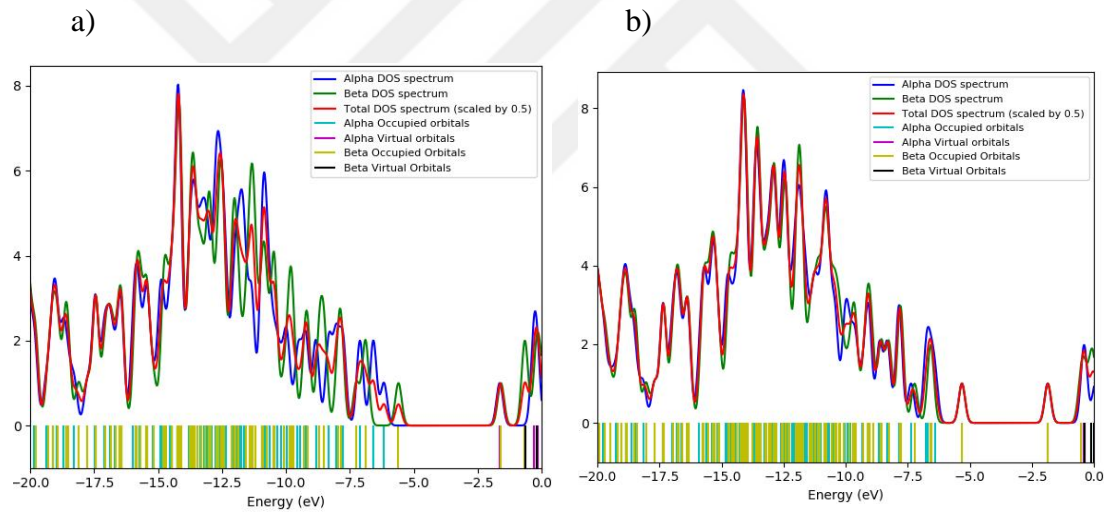 a)
b)
Alpha DOS spectrum
Beta DOS spectrum
Total DOS spectrum (scaled by 0.5)
Alpha Occupied orbitals
Alpha Virtual orbitals
Beta Occupied Orbitals
Beta Virtual Orbitals
8
6
4
2
0
−20.0 −17.5 −15.0 −12.5 −10.0 −7.5 −5.0 −2.5 0.0
Energy (eV)
Alpha DOS spectrum
Beta DOS spectrum
Total DOS spectrum (scaled by 0.5)
Alpha Occupied orbitals
Alpha Virtual orbitals
Beta Occupied Orbitals
Beta Virtual Orbitals
8
6
4
2
0
−20.0 −17.5 −15.0 −12.5 −10.0 −7.5 −5.0 −2.5 0.0
Energy (eV)